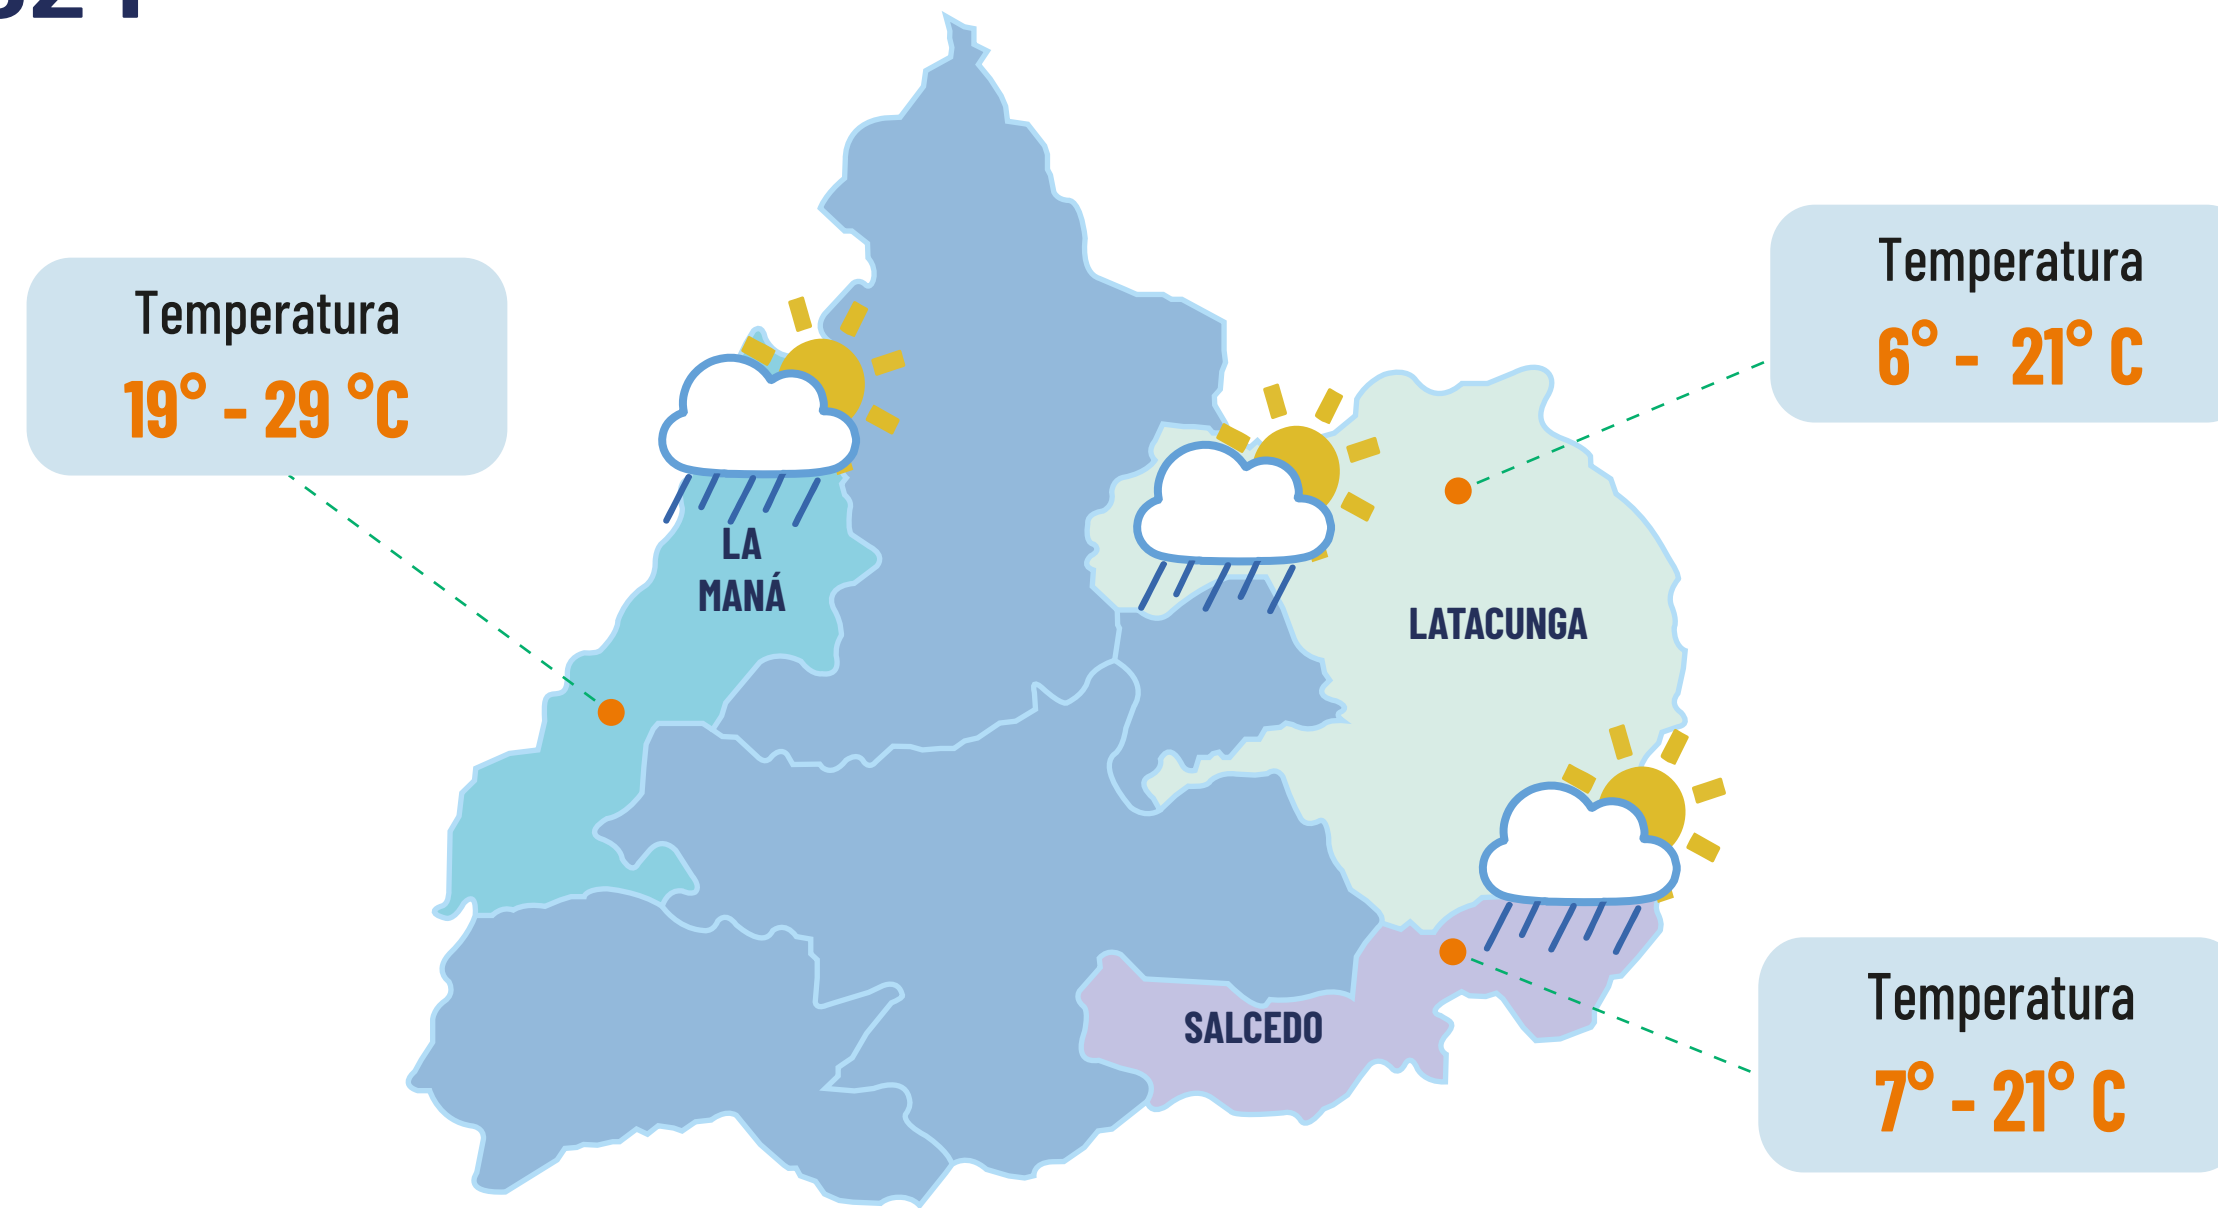 Temperatura
6° - 21° C
Temperatura
19° - 29 °C
LA
MANÁ
LATACUNGA
SALCEDO
Temperatura
7° - 21° C